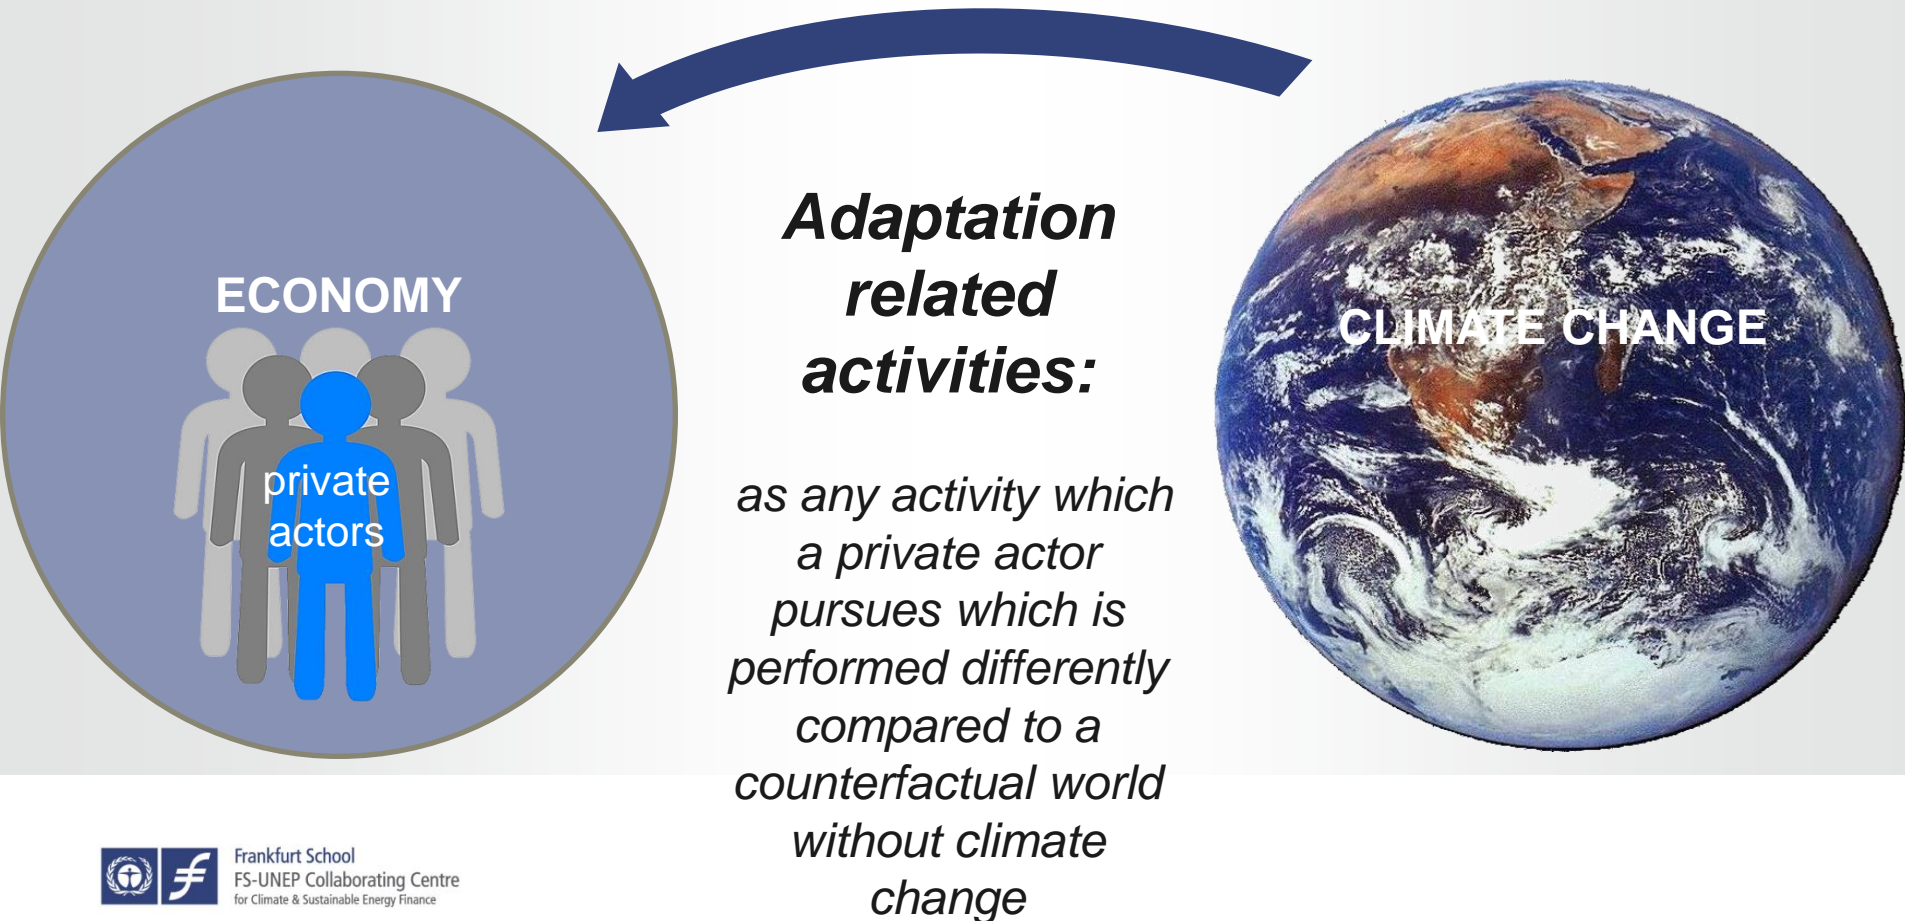 ECONOMY
private
actors
Adaptation
related
activities:
as any activity which
a private actor
pursues which is
performed differently
compared to a
counterfactual world
without climate
change
CLIMATE CHANGE
Frankfurt School
FS-UNEP Collaborating Centre
for Climate & Sustainable Energy Finance